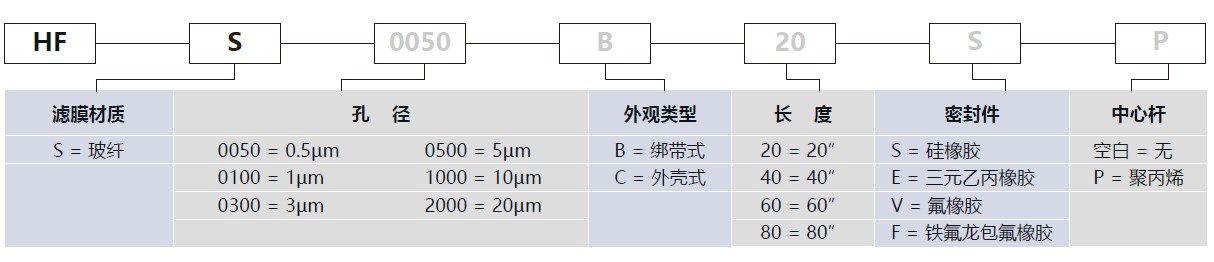 HF S 0050 B 20 S P
滤膜材质 孔 径 外观类型 长 度 密封件 中心杆
S = 玻纤 0050 = 0.5μm 0500 = 5μm B = 绑带式 20 = 20″ S = 硅橡胶 空白 = 无
0100 = 1μm 1000 = 10μm C = 外壳式 40 = 40″ E = 三元乙丙橡胶 P = 聚丙烯
0300 = 3μm 2000 = 20μm 60 = 60″ V = 氟橡胶
80 = 80″ F = 铁氟龙包氟橡胶